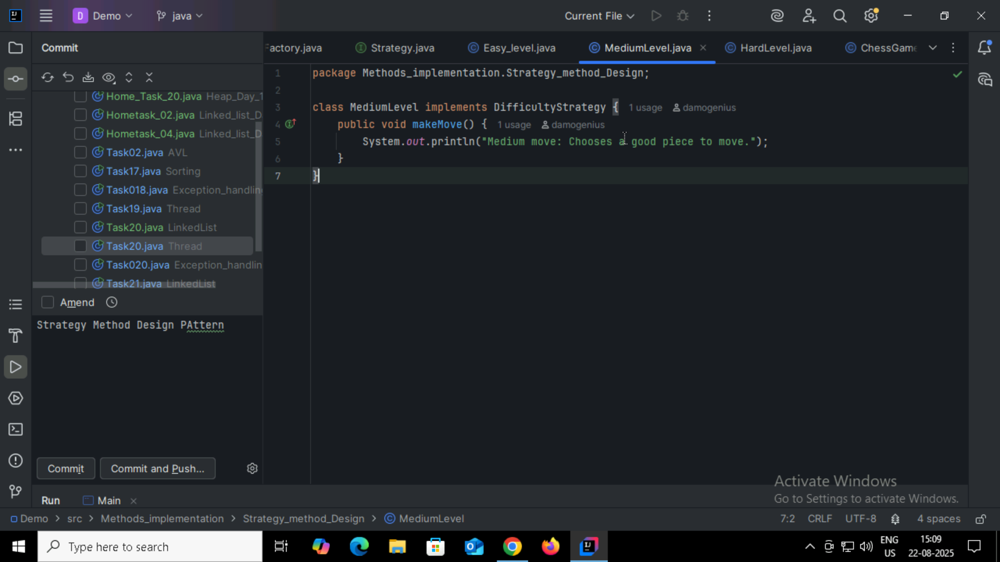 D Demo java Current File
Commit
Factory.java Strategy.java Easy_level.java MediumLevel.java HardLevel.java ChessGame
Home_Task_20.java Heap_Day_1
Hometask_02.java Linked_list_D
Hometask_04.java Linked_list_D
Task02.java AVL
Task17.java Sorting
Task018.java Exception_handling
Task19.java Thread
Task20.java LinkedList
Task20.java Thread
Task020.java Exception_handlin
Task21.java LinkedList
Amend
Strategy Method Design PAttern
Commit Commit and Push...
1 package Methods_implementation.Strategy_method_Design;
2
3 class MediumLevel implements DifficultyStrategy { 1 usage damogenius
4 public void makeMove() { 1 usage damogenius
5 System.out.println("Medium move: Chooses a good piece to move.");
6 }
7 }
Activate Windows
Go to Settings to activate Windows.
Run Main
Demo > src > Methods_implementation > Strategy_method_Design > MediumLevel 7:2 CRLF UTF-8 4 spaces
Type here to search
ENG
US
15:09
22-08-2025